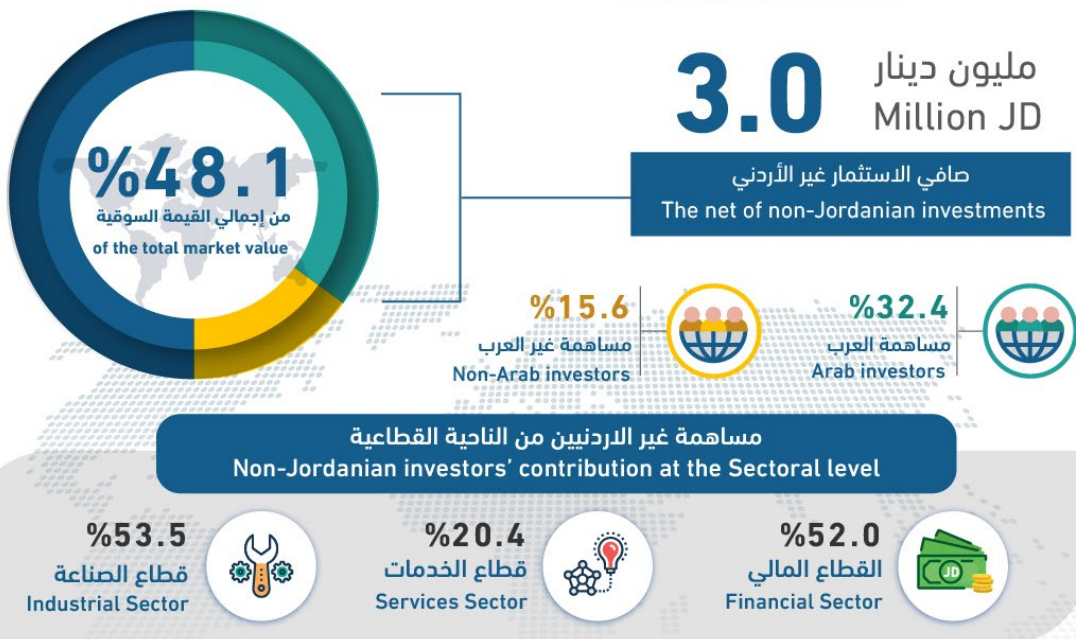 %48.1
من إجمالي القيمة السوقية
of the total market value
3.0
مليون دينار
Million JD
صافي الاستثمار غير الأردني
The net of non-Jordanian investments
%15.6
مساهمة غير العرب
Non-Arab investors
%32.4
مساهمة العرب
Arab investors
مساهمة غير الاردنيين من الناحية القطاعية
Non-Jordanian investors’ contribution at the Sectoral level
%53.5
قطاع الصناعة
Industrial Sector
%20.4
قطاع الخدمات
Services Sector
%52.0
القطاع المالي
Financial Sector
JD